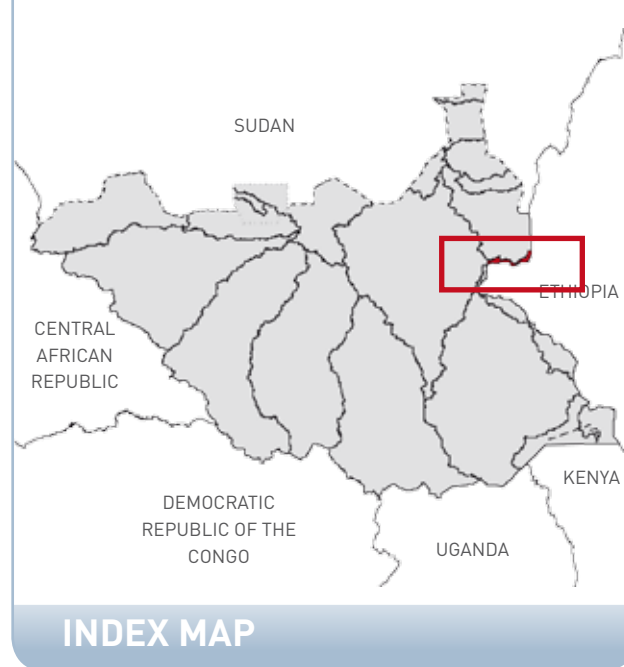 SUDAN
ETHIOPIA
CENTRAL
AFRICAN
REPUBLIC
KENYA
DEMOCRATIC
REPUBLIC OF THE
CONGO
UGANDA
INDEX MAP